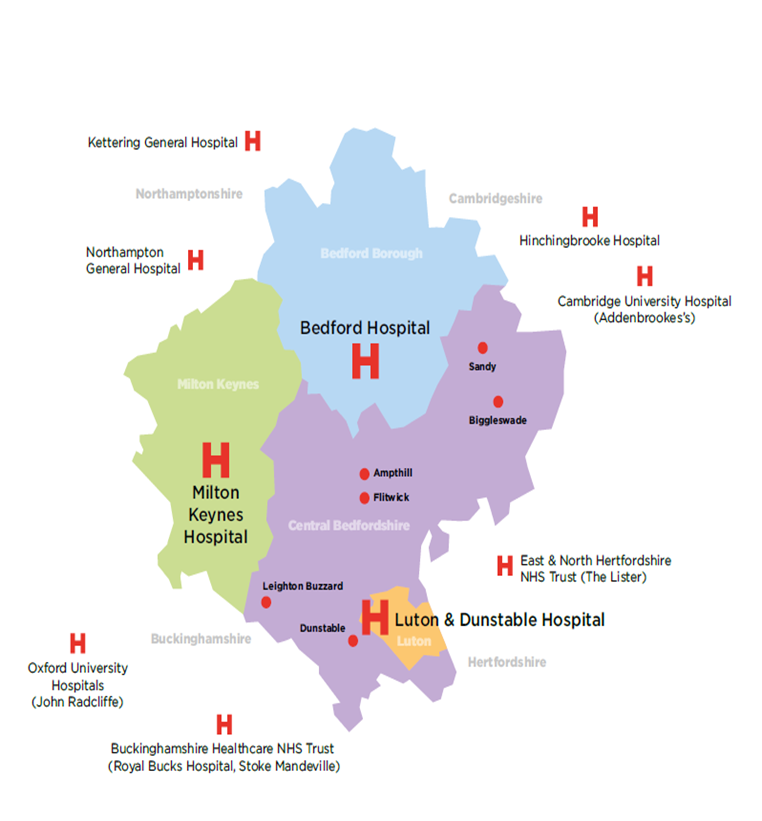 Kettering General Hospital H
Northamptonshire
Cambridgeshire
H
Hinchingbrooke Hospital
Northampton
General Hospital H
Bedford Borough
H
Cambridge University Hospital
(Addenbrookes's)
Bedford Hospital
H
Sandy
Milton Keynes
Biggleswade
H
Milton
Keynes
Hospital
Ampthill
Flitwick
Central Bedfordshire
H East & North Hertfordshire
NHS Trust (The Lister)
Leighton Buzzard
Dunstable
H Luton & Dunstable Hospital
Luton
Buckinghamshire
Hertfordshire
H
Oxford University
Hospitals
(John Radcliffe)
H
Buckinghamshire Healthcare NHS Trust
(Royal Bucks Hospital, Stoke Mandeville)